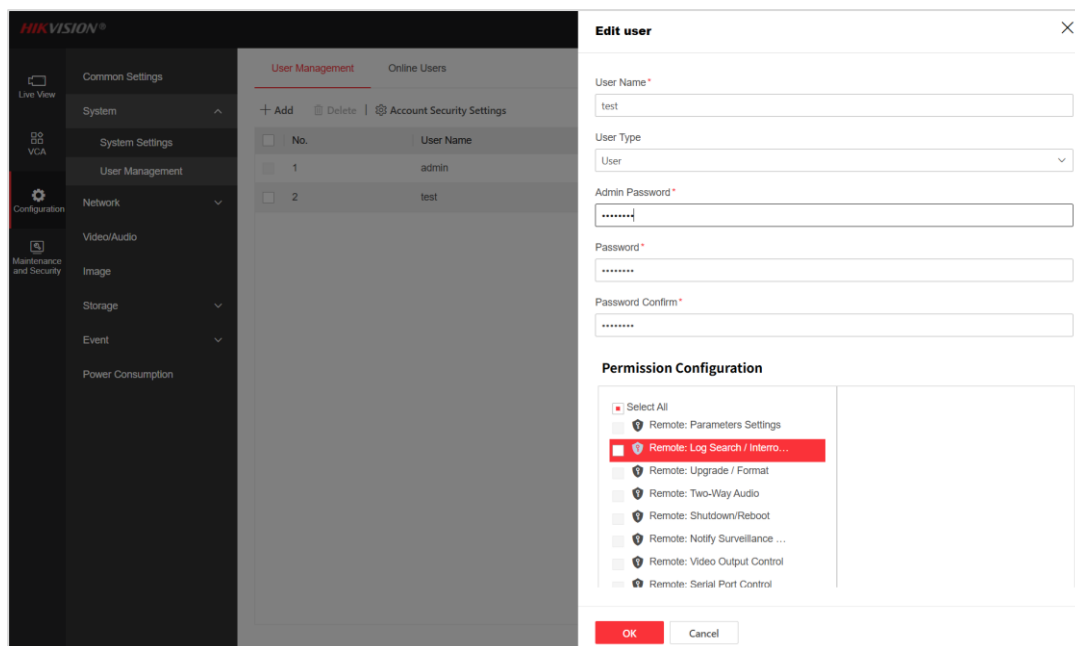 HIKVISION®
Live View
VCA
Configuration
Maintenance
and Security
Common Settings
System
System Settings
User Management
Network
Video/Audio
Image
Storage
Event
Power Consumption
User Management Online Users
Add Delete Account Security Settings
No. User Name
1 admin
2 test
Edit user
User Name*
test
User Type
User
Admin Password*
••••••••
Password*
••••••••
Password Confirm*
••••••••
Permission Configuration
Select All
Remote: Parameters Settings
Remote: Log Search / Interro...
Remote: Upgrade / Format
Remote: Two-Way Audio
Remote: Shutdown/Reboot
Remote: Notify Surveillance ...
Remote: Video Output Control
Remote: Serial Port Control
OK Cancel